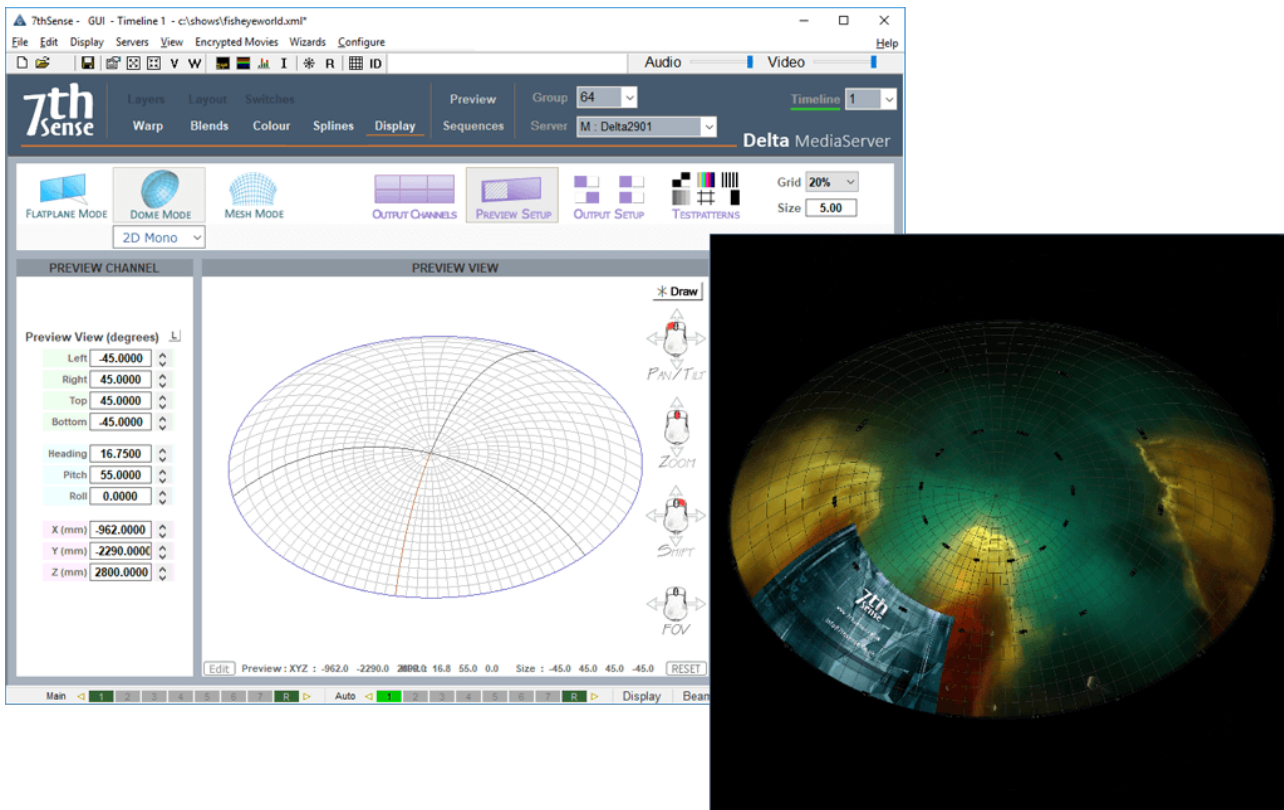 7thSense - GUI - Timeline 1 - c:\shows\fisheyeworld.xml*
File Edit Display Servers View Encrypted Movies Wizards Configure Help
V W I R ID Audio Video
7th Sense
Layers Layout Switches Preview Group 64 Timeline 1
Warp Blends Colour Splines Display Sequences Server M : Delta2901
Delta MediaServer
FLATPLANE MODE DOME MODE MESH MODE OUTPUT CHANNELS PREVIEW SETUP OUTPUT SETUP TESTPATTERNS
Grid 20%
Size 5.00
2D Mono
PREVIEW CHANNEL PREVIEW VIEW
Draw
Preview View (degrees) L
Left -45.0000
Right 45.0000
Top 45.0000
Bottom -45.0000
Heading 16.7500
Pitch 55.0000
Roll 0.0000
X (mm) -962.0000
Y (mm) -2290.0000
Z (mm) 2800.0000
PAN/TILT
ZOOM
SHIFT
FOV
Edit Preview : XYZ : -962.0 -2290.0 16.8 55.0 0.0 Size : -45.0 45.0 45.0 -45.0 RESET
Main 1 2 3 4 5 6 7 R Auto 1 2 3 4 5 6 7 R Display Beam
7th Sense